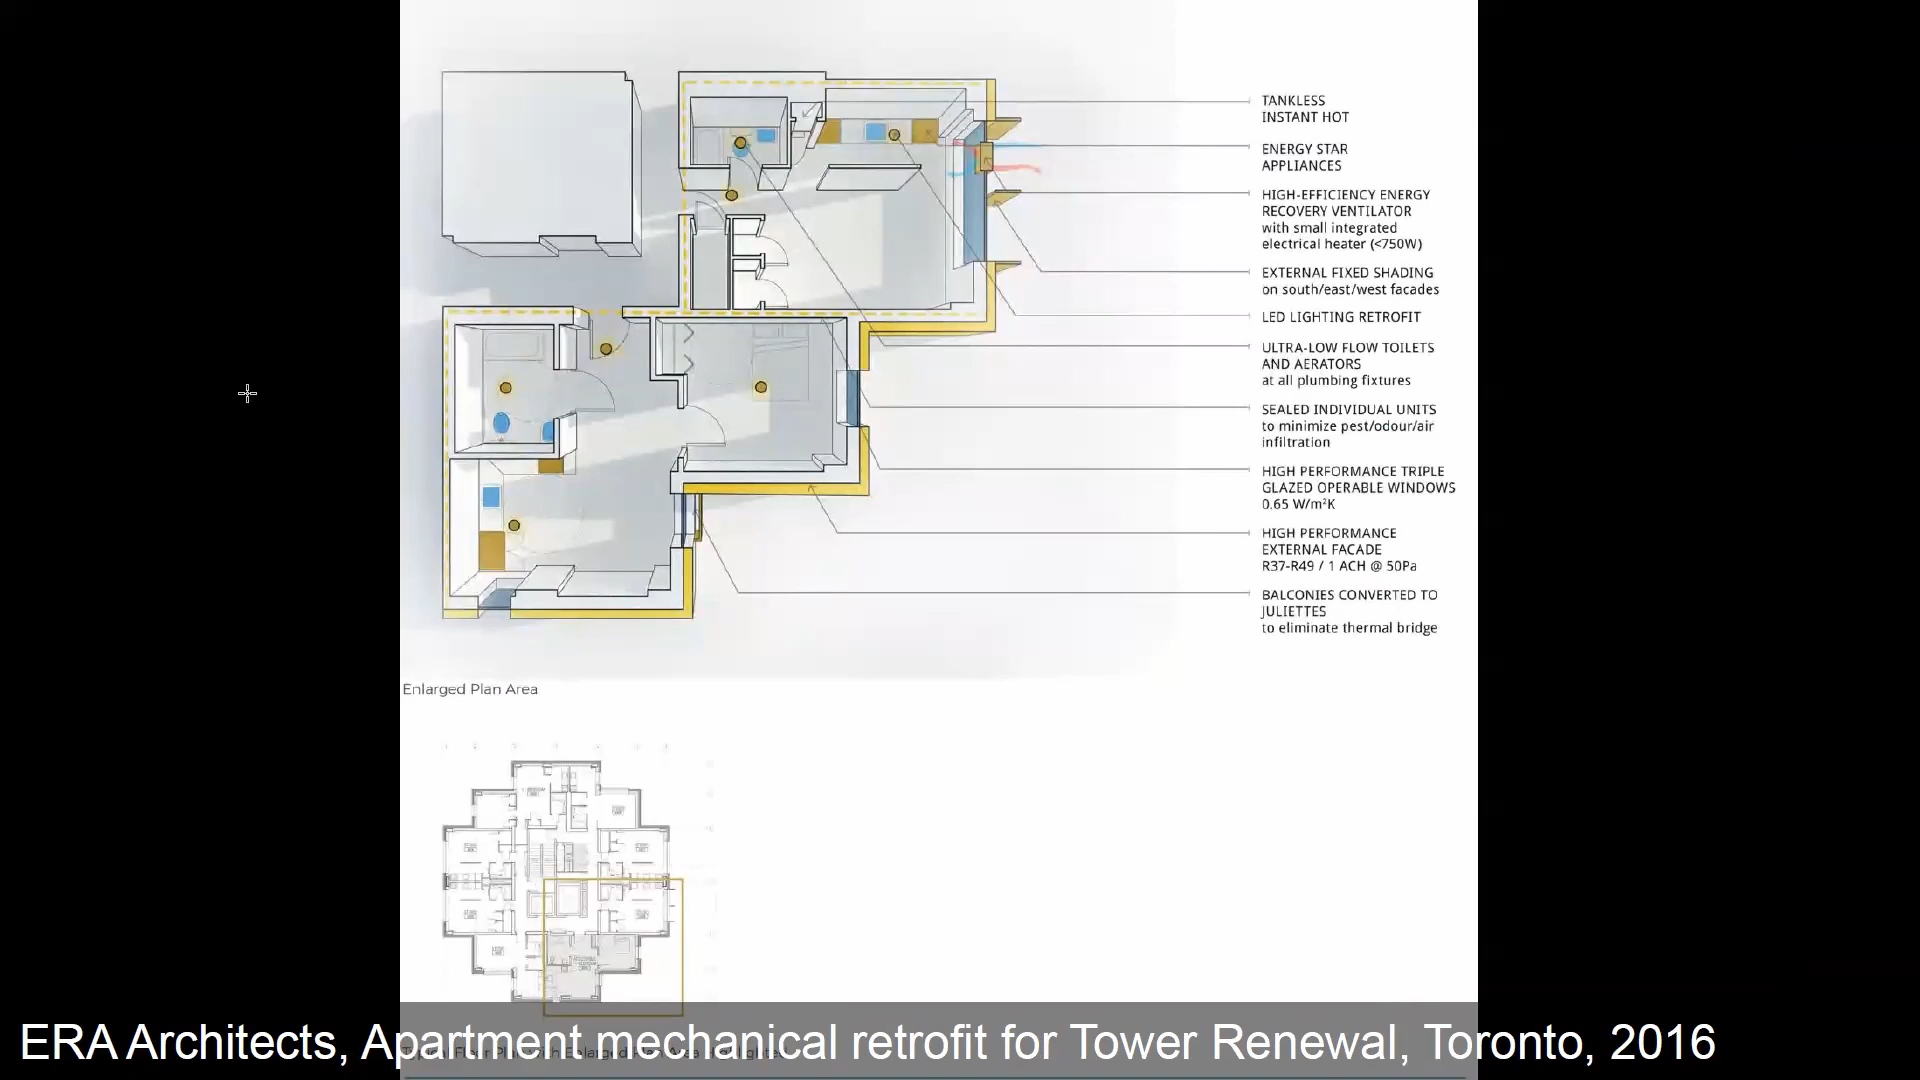 TANKLESS
INSTANT HOT
ENERGY STAR
APPLIANCES
HIGH-EFFICIENCY ENERGY
RECOVERY VENTILATOR
with small integrated
electrical heater (<750W)
EXTERNAL FIXED SHADING
on south/east/west facades
LED LIGHTING RETROFIT
ULTRA-LOW FLOW TOILETS
AND AERATORS
at all plumbing fixtures
SEALED INDIVIDUAL UNITS
to minimize pest/odour/air
infiltration
HIGH PERFORMANCE TRIPLE
GLAZED OPERABLE WINDOWS
0.65 W/m²K
HIGH PERFORMANCE
EXTERNAL FACADE
R37-R49 / 1 ACH @ 50Pa
BALCONIES CONVERTED TO
JULIETTES
to eliminate thermal bridge
Enlarged Plan Area
ERA Architects, Apartment mechanical retrofit for Tower Renewal, Toronto, 2016